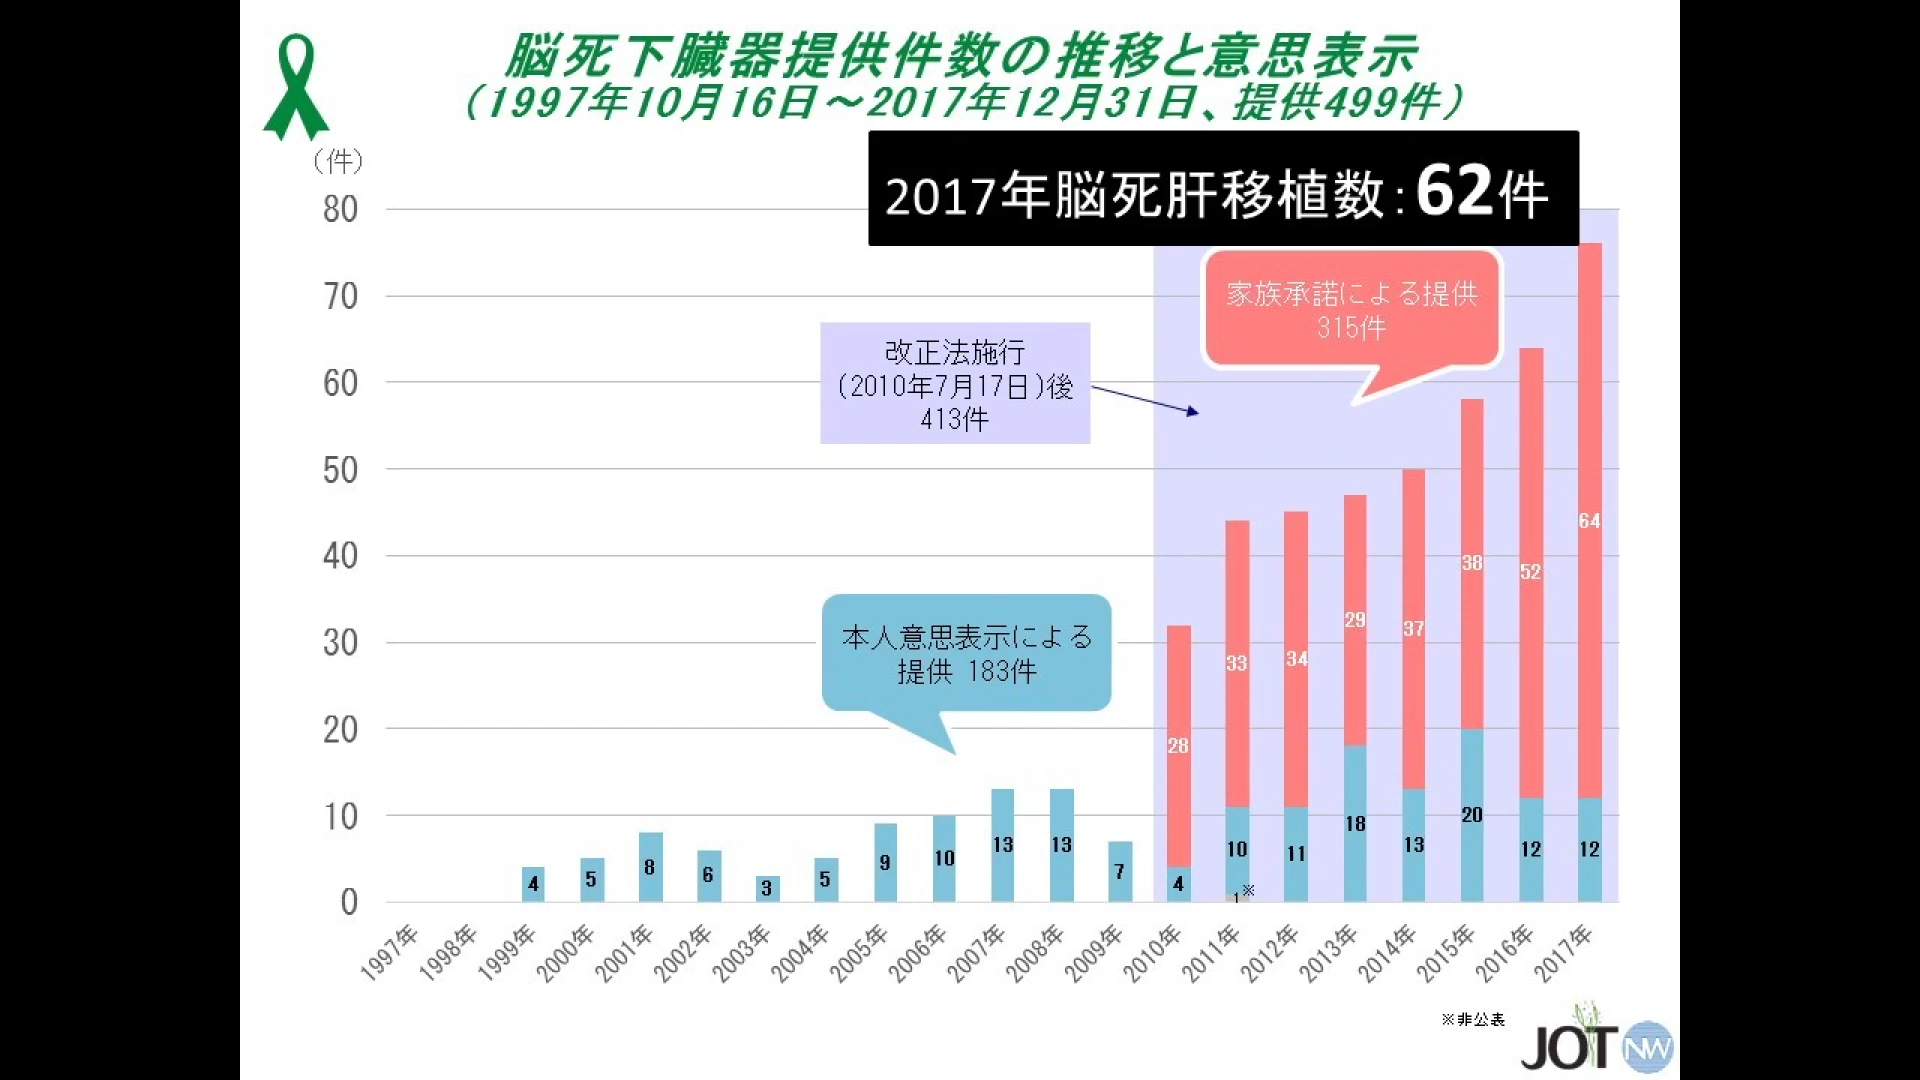 脳死下臓器提供件数の推移と意思表示
（1997年10月16日～2017年12月31日、提供499件）
（件）
2017年脳死肝移植数：62件
80
70
60
50
40
30
20
10
0
家族承諾による提供
315件
改正法施行
（2010年7月17日）後
413件
本人意思表示による
提供 183件
4
5
8
6
3
5
9
10
13
13
7
28
4
33
10
1※
34
11
29
18
37
13
38
20
52
12
64
12
1997年
1998年
1999年
2000年
2001年
2002年
2003年
2004年
2005年
2006年
2007年
2008年
2009年
2010年
2011年
2012年
2013年
2014年
2015年
2016年
2017年
※非公表
JOT NW